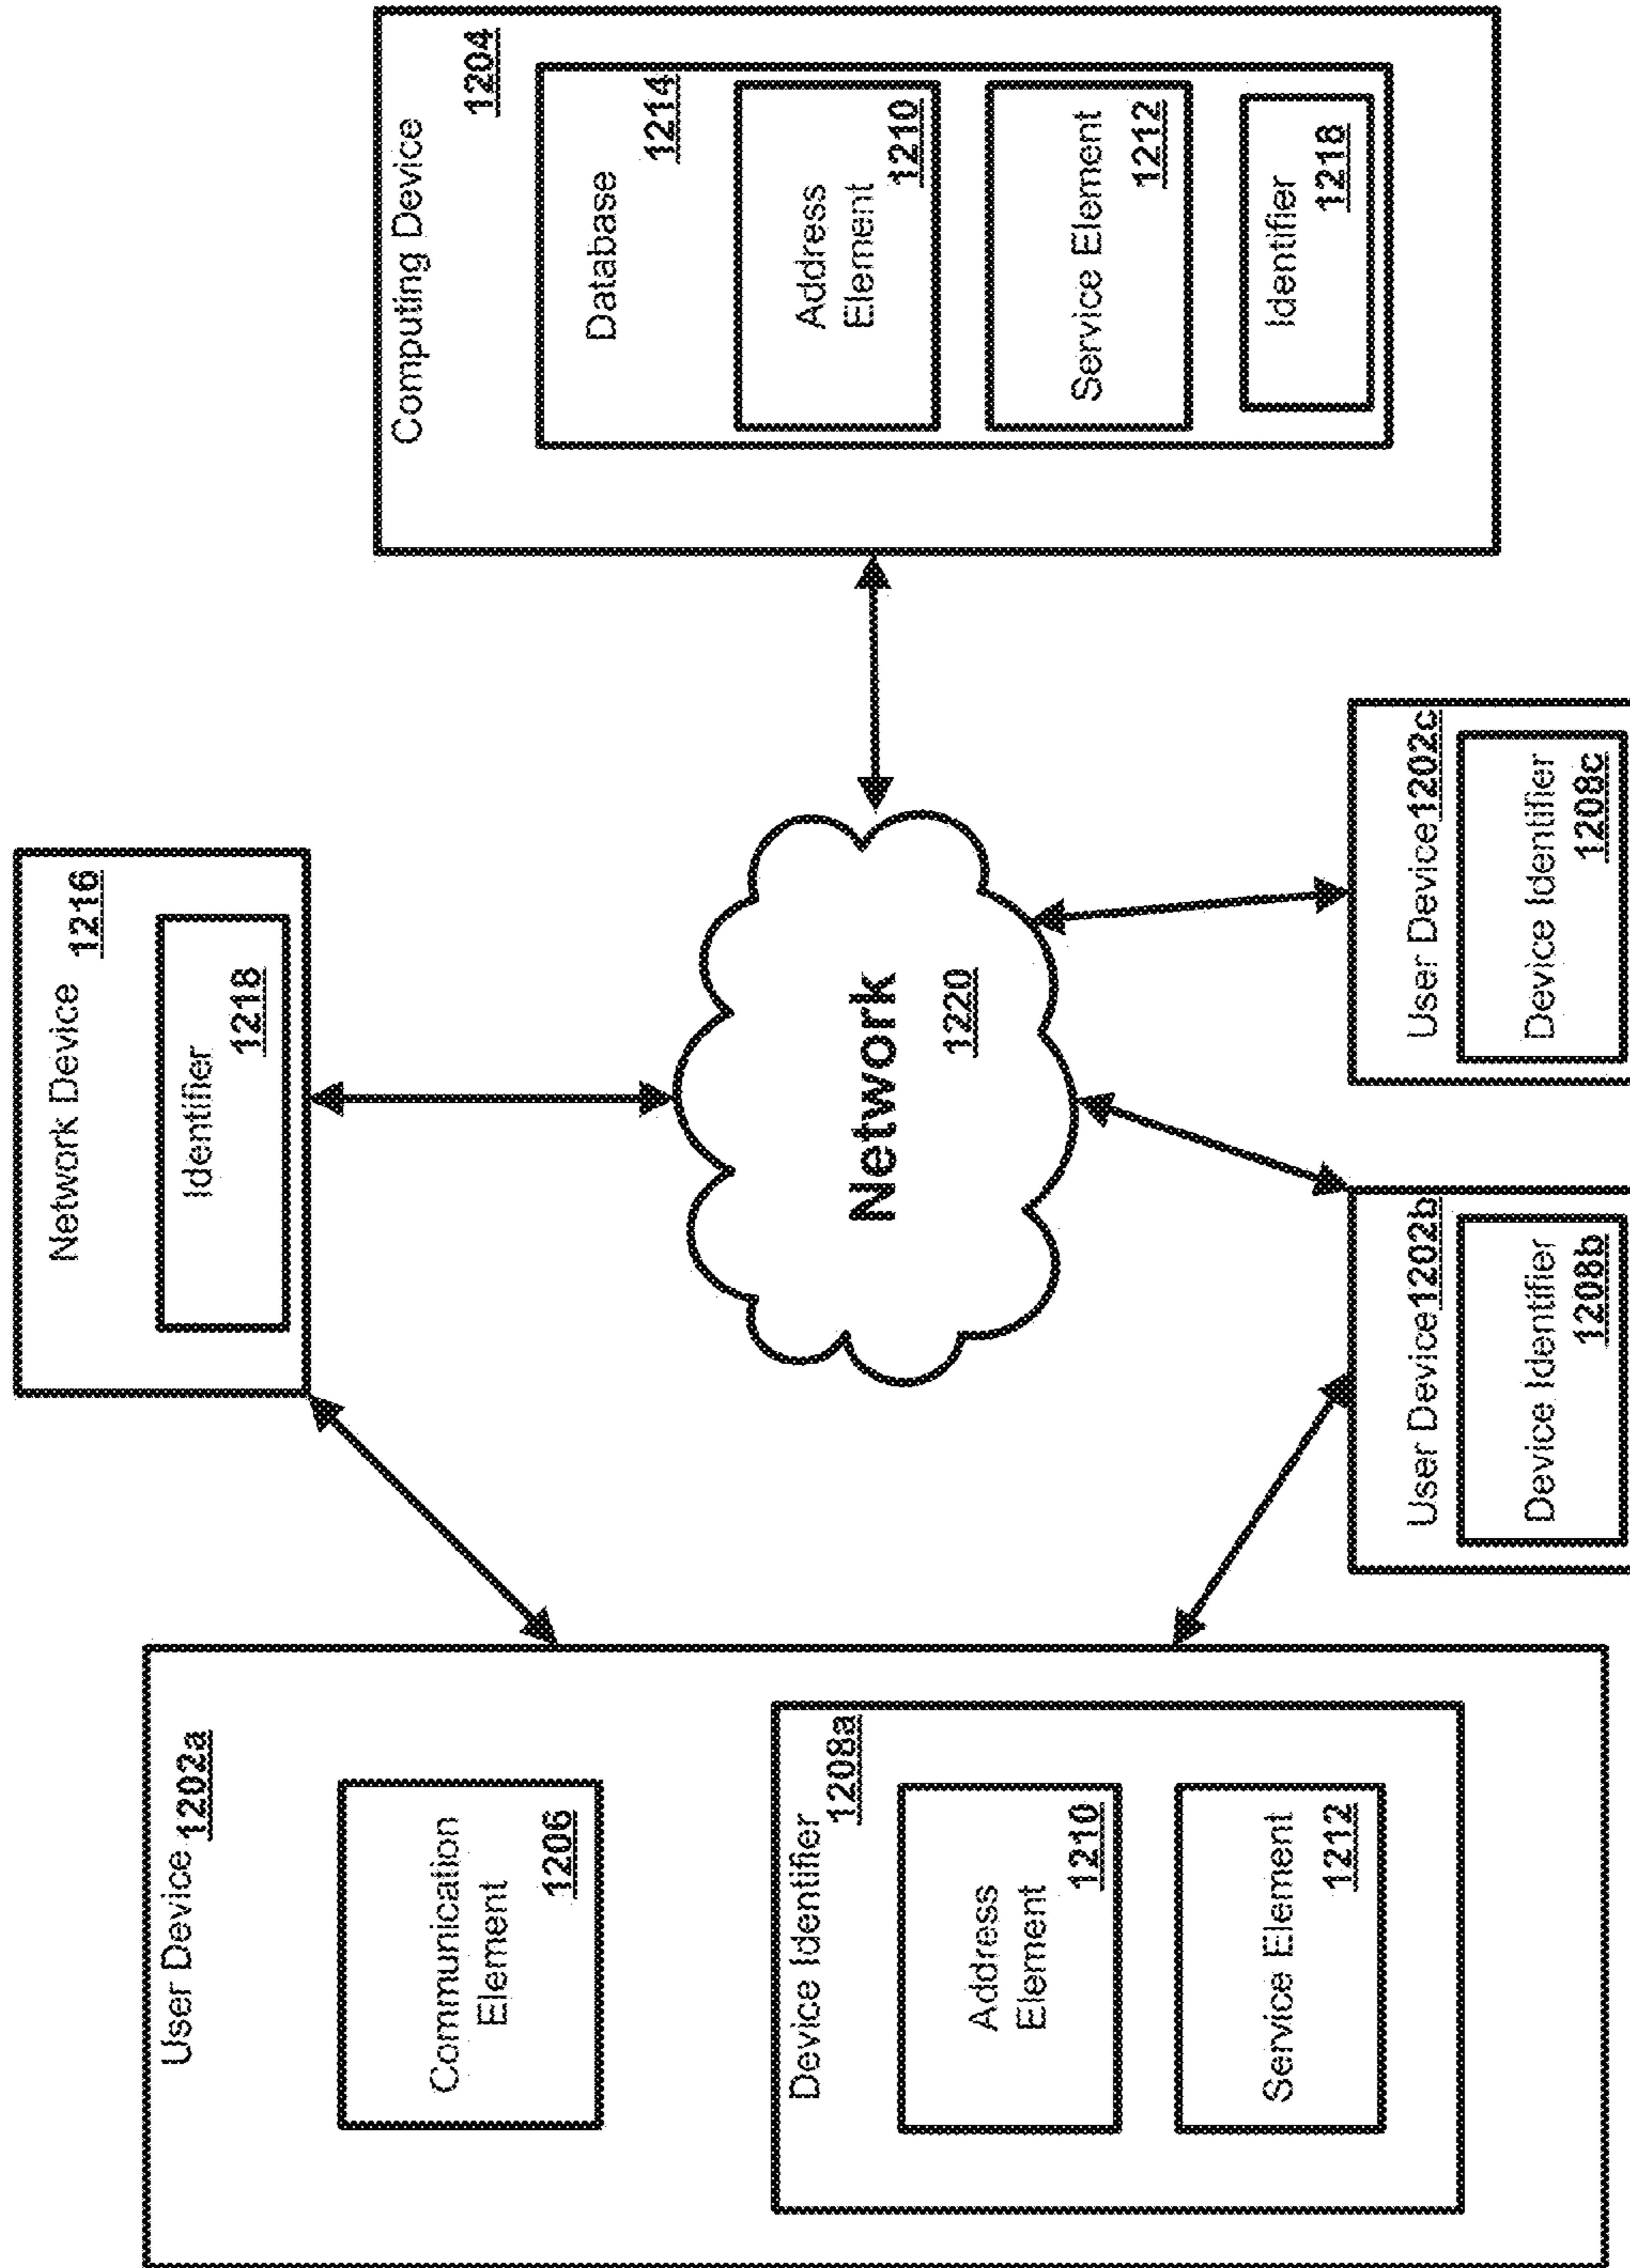 User Device 1202a
Communication
Element
1206
Device Identifier
1208a
Address
Element
1210
Service Element
1212
Network Device
1216
Identifier
1218
Network
1220
User Device 1202b
Device Identifier
1208b
User Device 1202c
Device Identifier
1208c
Computing Device
1204
Database
1214
Address
Element
1210
Service Element
1212
Identifier
1218